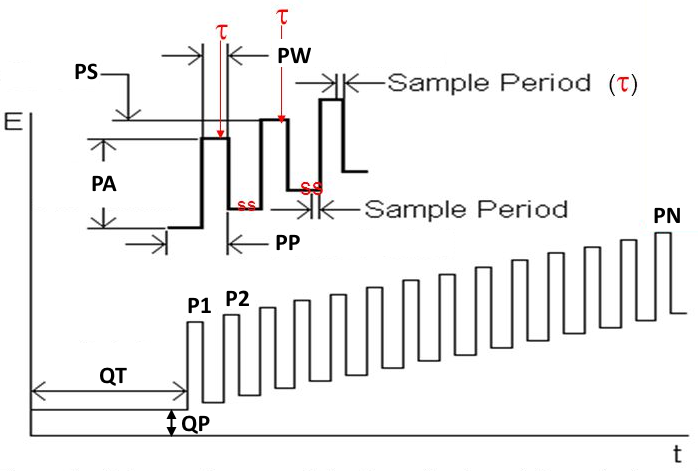 τ
τ
PW
PS
Sample Period (τ)
E
PA
ss
ss
Sample Period
PP
PN
P1
P2
QT
QP
t